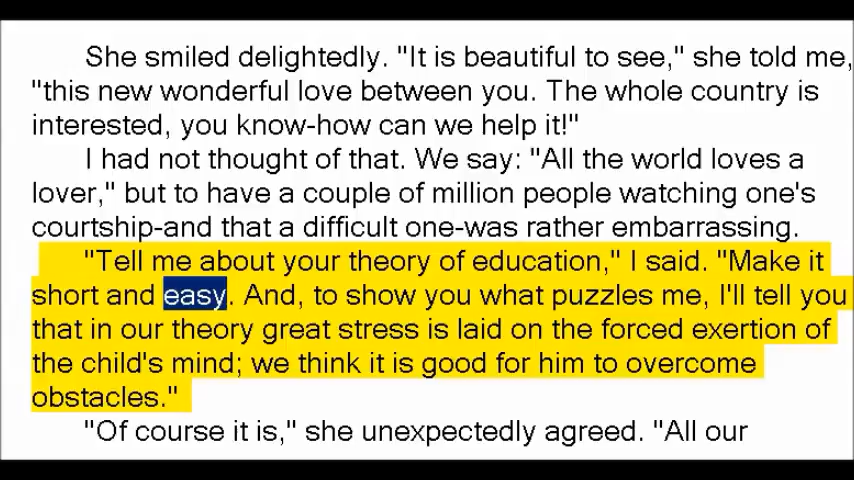 She smiled delightedly. "It is beautiful to see," she told me,
"this new wonderful love between you. The whole country is
interested, you know-how can we help it!"
I had not thought of that. We say: "All the world loves a
lover," but to have a couple of million people watching one's
courtship-and that a difficult one-was rather embarrassing.
"Tell me about your theory of education," I said. "Make it
short and easy. And, to show you what puzzles me, I'll tell you
that in our theory great stress is laid on the forced exertion of
the child's mind; we think it is good for him to overcome
obstacles."
"Of course it is," she unexpectedly agreed. "All our